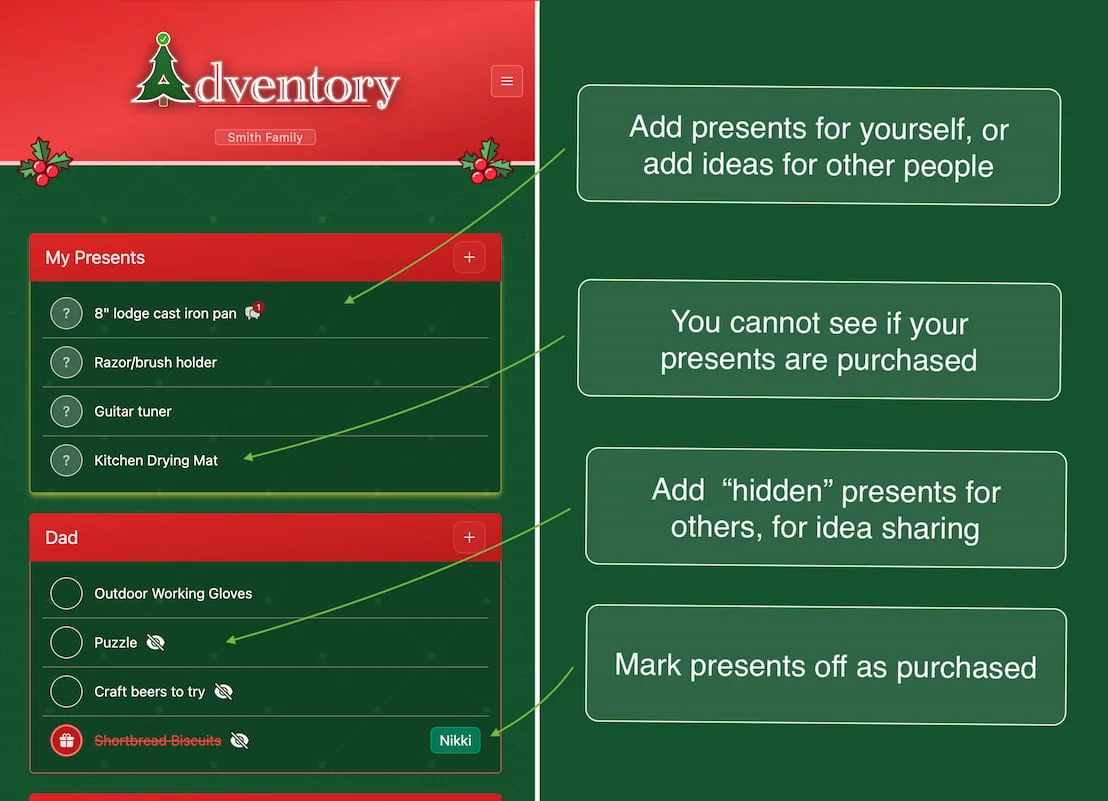 Adventory
Smith Family
My Presents
+
? 8" lodge cast iron pan 1
? Razor/brush holder
? Guitar tuner
? Kitchen Drying Mat
Dad
+
Outdoor Working Gloves
Puzzle
Craft beers to try
Shortbread Biscuits
Nikki
Add presents for yourself, or
add ideas for other people
You cannot see if your
presents are purchased
Add “hidden” presents for
others, for idea sharing
Mark presents off as purchased